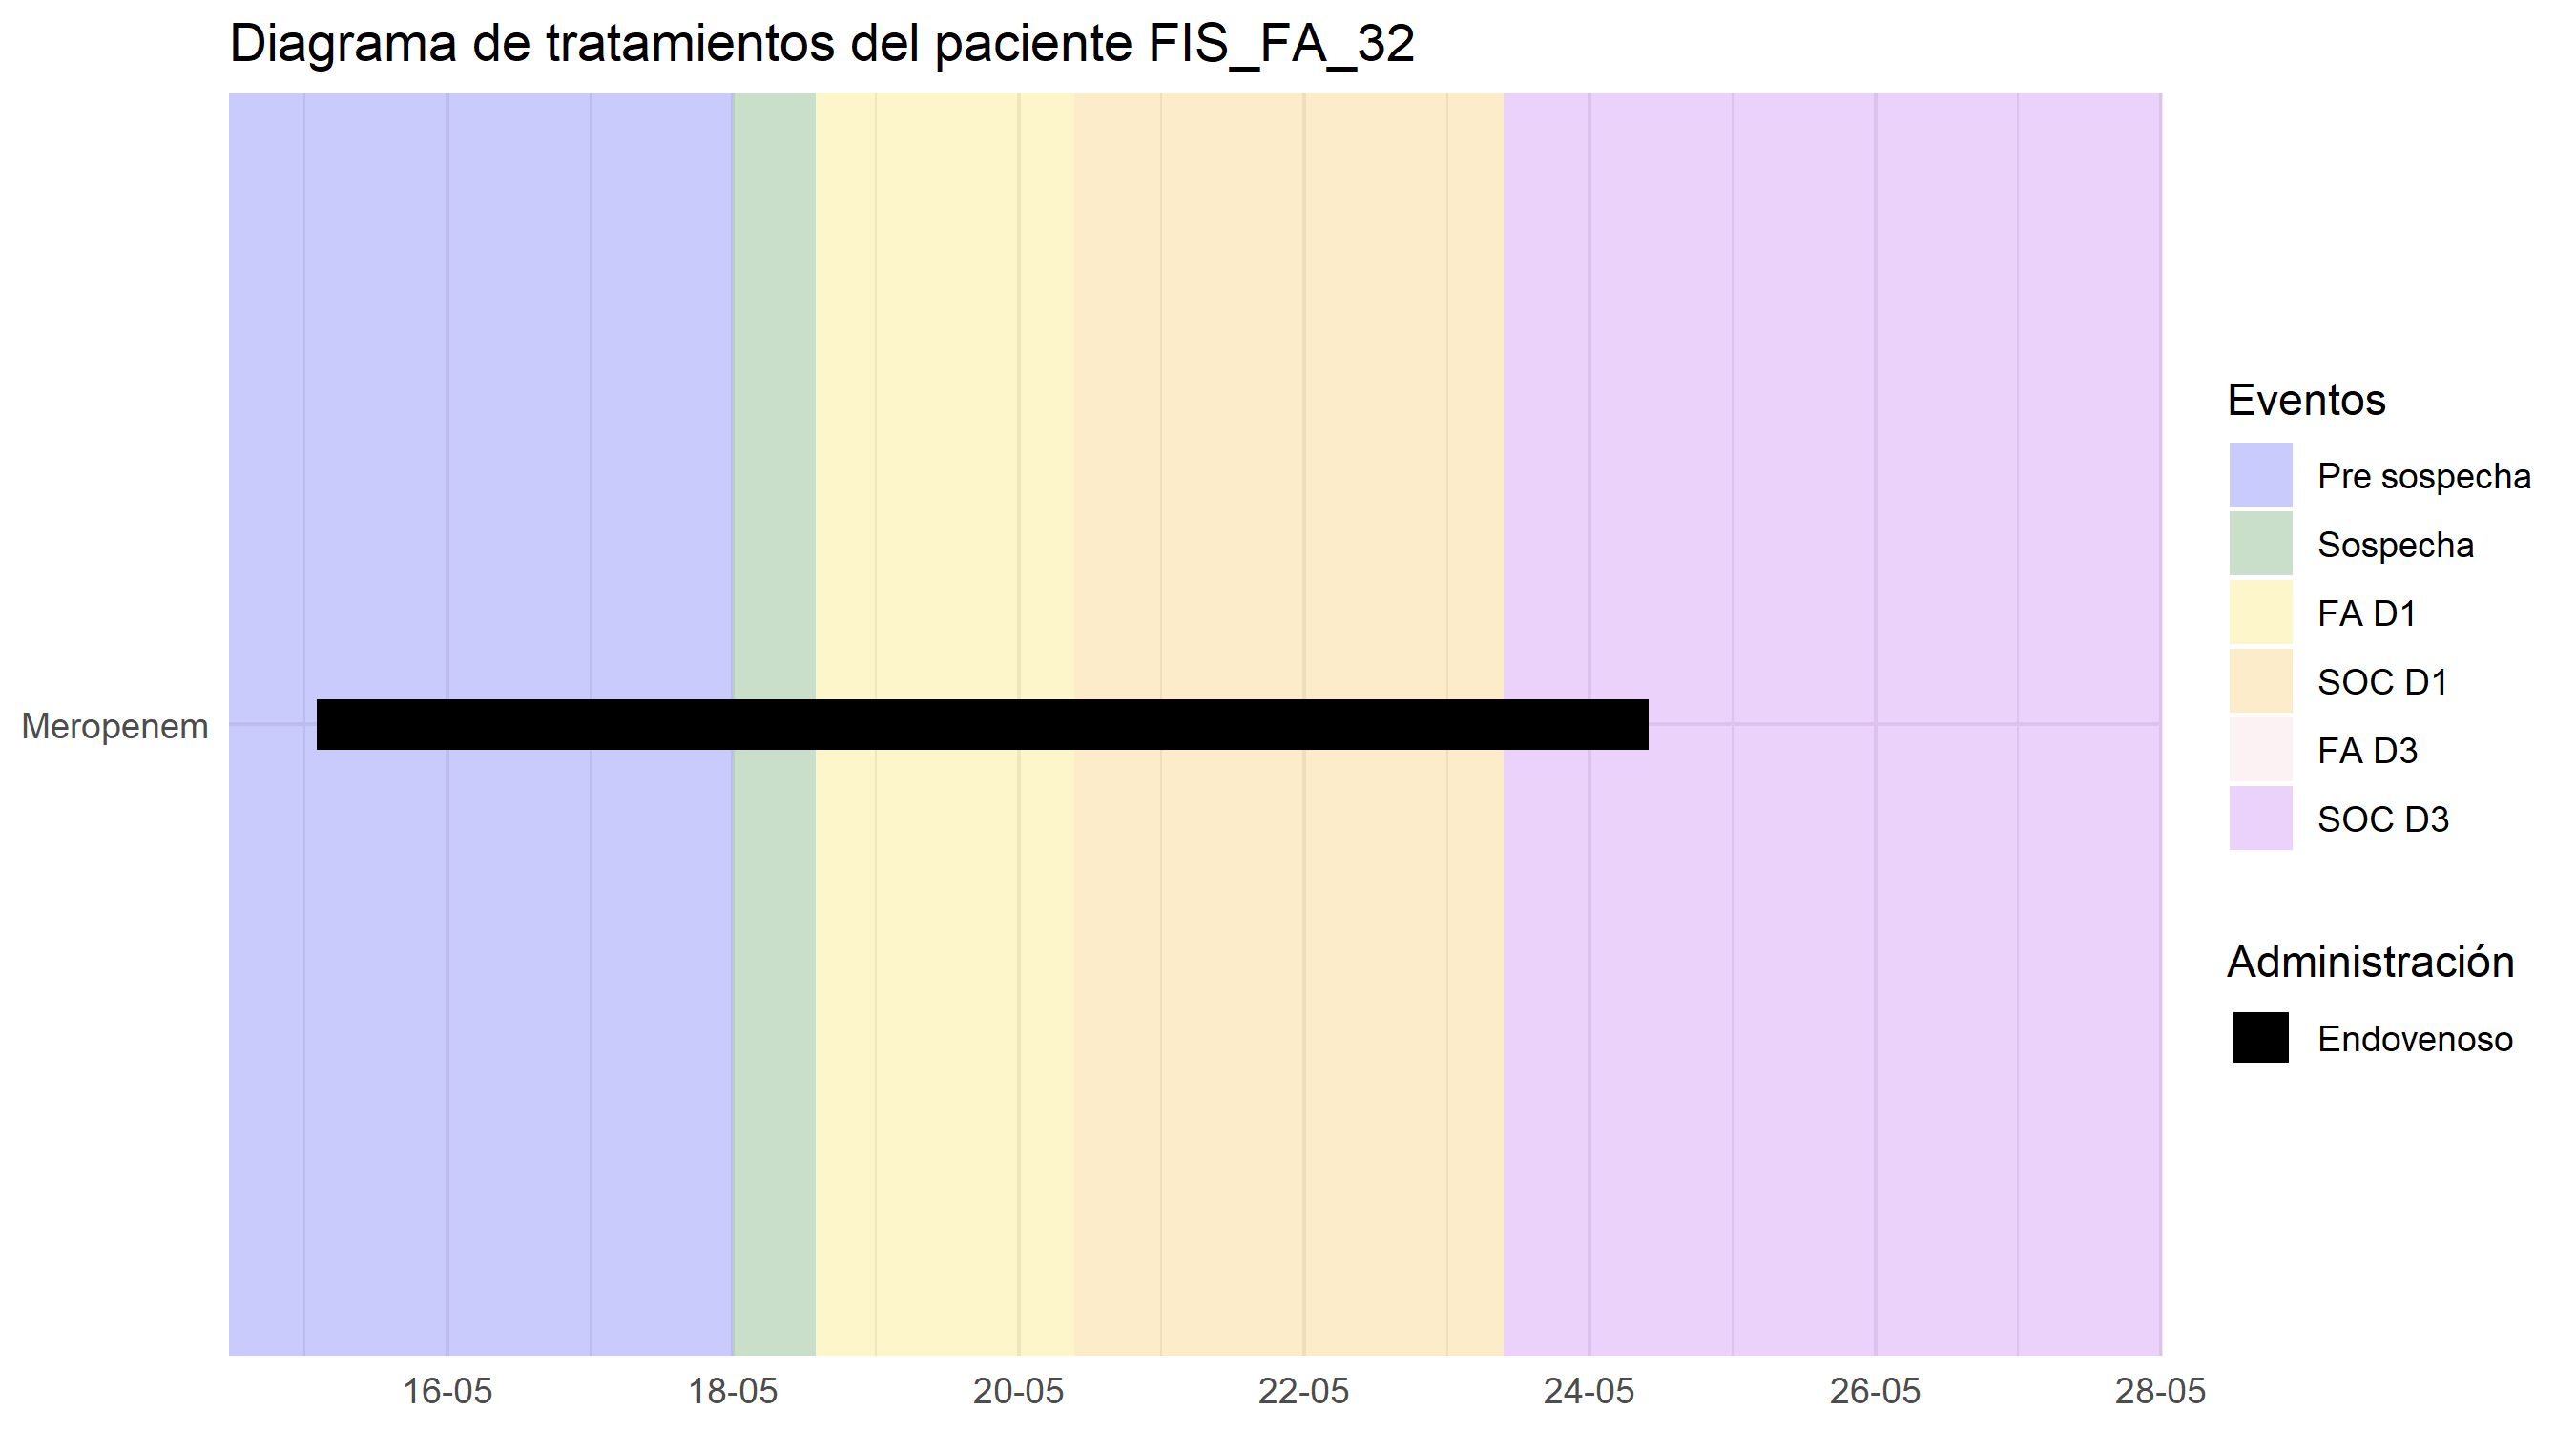 Diagrama de tratamientos del paciente FIS_FA_32
Meropenem
16-05 18-05 20-05 22-05 24-05 26-05 28-05
Eventos
Pre sospecha
Sospecha
FA D1
SOC D1
FA D3
SOC D3
Administración
Endovenoso